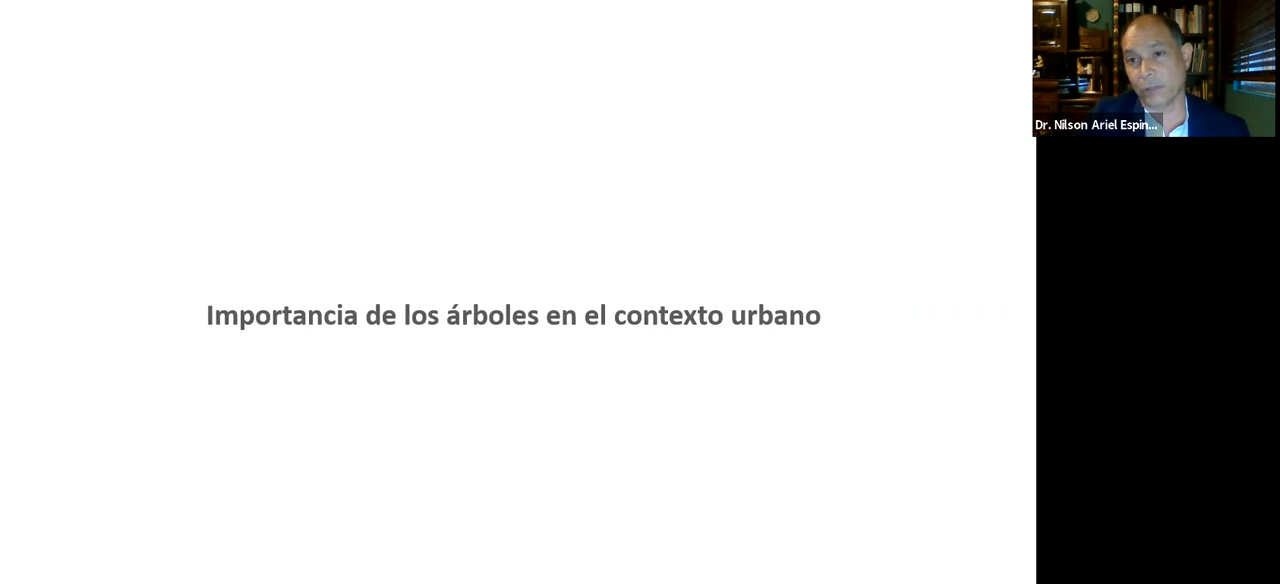 Importancia de los árboles en el contexto urbano
Dr. Nilson Ariel Espin...